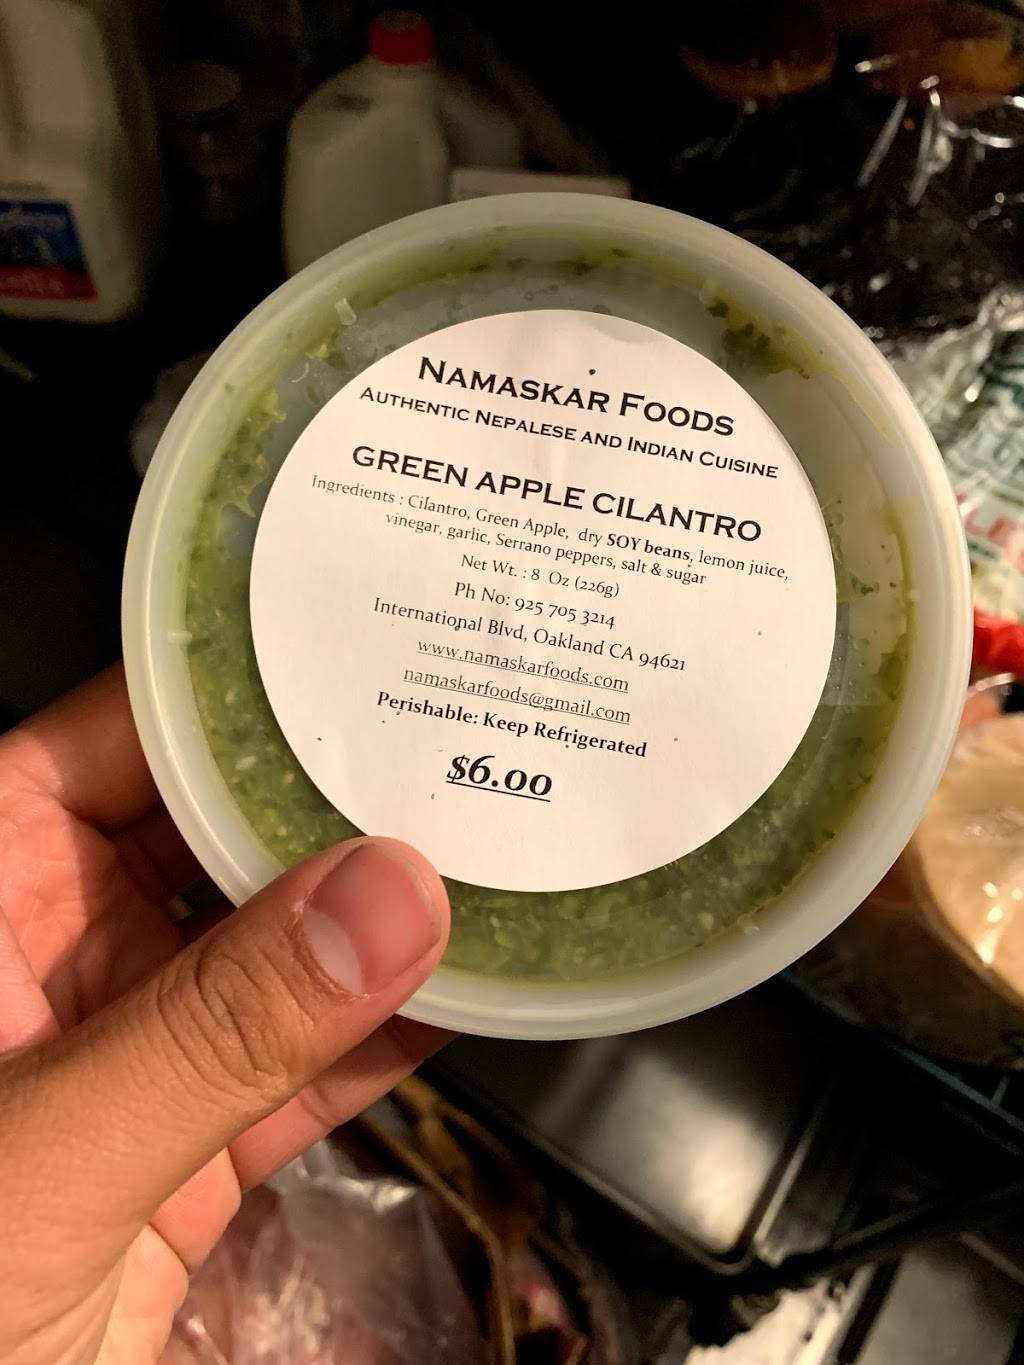 NAMASKAR FOODS
AUTHENTIC NEPALESE AND INDIAN CUISINE
GREEN APPLE CILANTRO
Ingredients : Cilantro, Green Apple, dry SOY beans, lemon juice,
vinegar, garlic, Serrano peppers, salt & sugar
Net Wt. : 8 Oz (226g)
Ph No: 925 705 3214
International Blvd, Oakland CA 94621
www.namaskarfoods.com
namaskarfoods@gmail.com
Perishable: Keep Refrigerated
$6.00